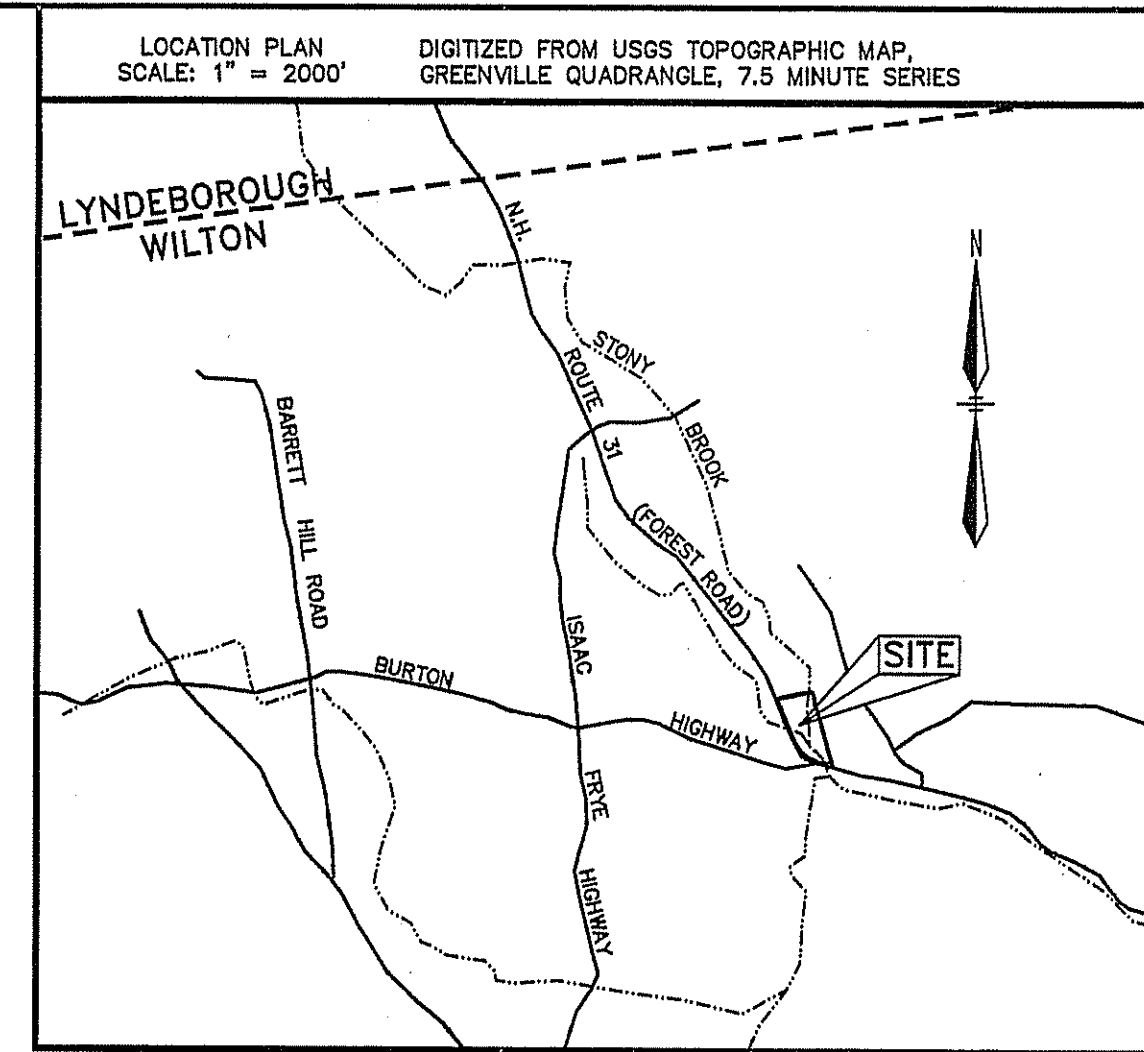 LOCATION PLAN
SCALE: 1" = 2000'
DIGITIZED FROM USGS TOPOGRAPHIC MAP,
GREENVILLE QUADRANGLE, 7.5 MINUTE SERIES
LYNDEBOROUGH
WILTON
N.H.
ROUTE
31
(FOREST ROAD)
STONY
BROOK
N
BARRETT
HILL ROAD
ISAAC
FRYE
HIGHWAY
BURTON
HIGHWAY
SITE